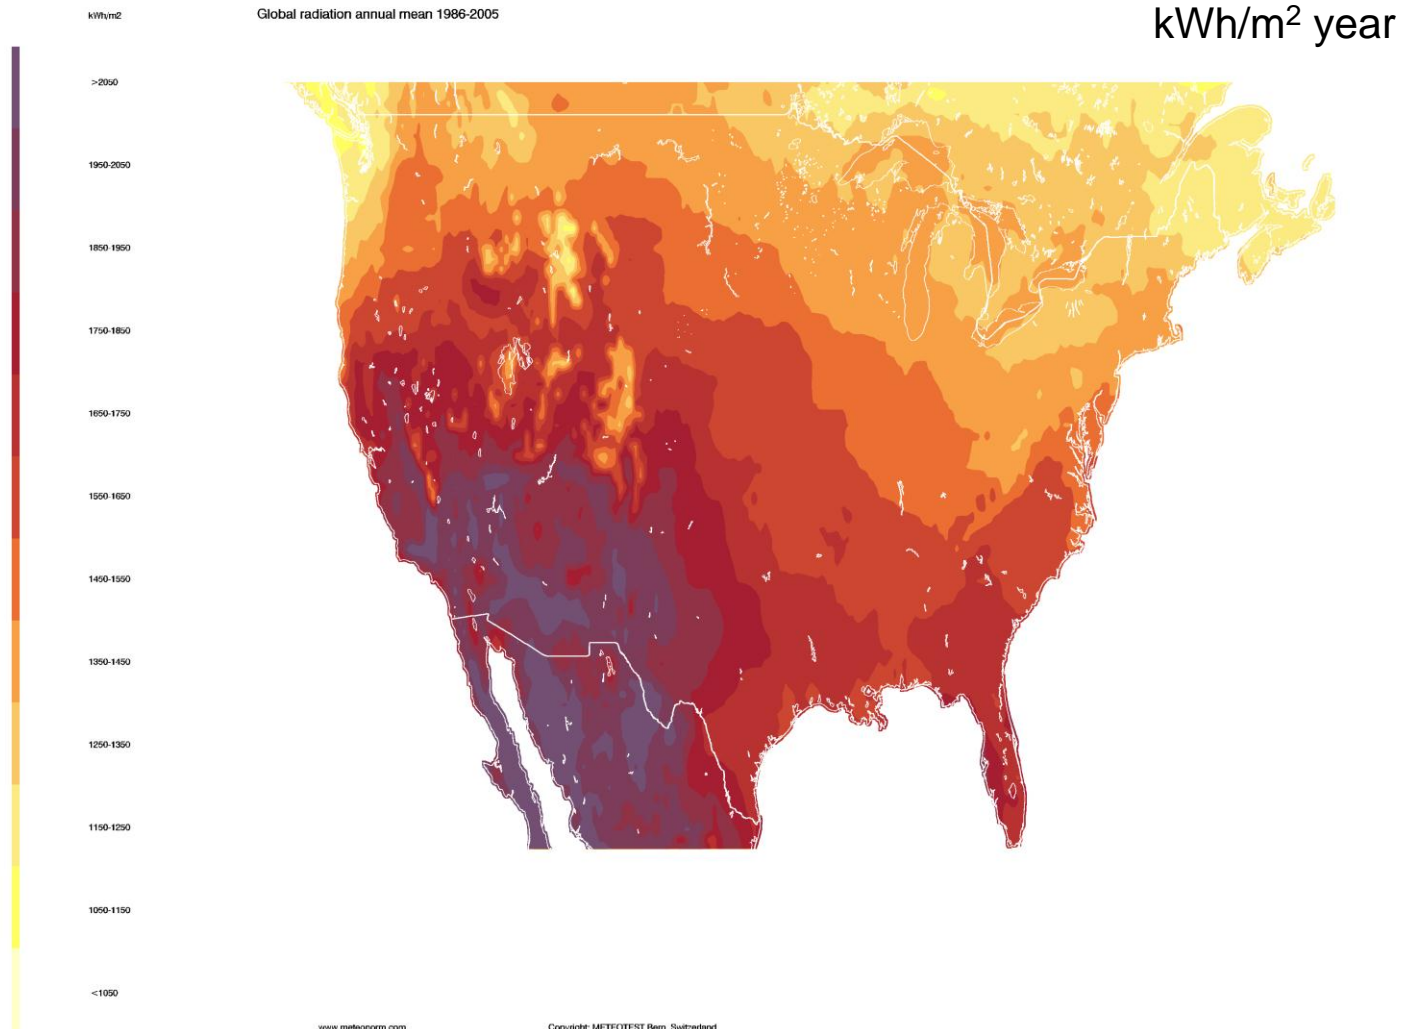 kWh/m2
Global radiation annual mean 1986-2005
kWh/m² year
>2050
1950-2050
1850-1950
1750-1850
1650-1750
1550-1650
1450-1550
1350-1450
1250-1350
1150-1250
1050-1150
<1050
www.meteonorm.com
Copyright: METEOTEST Bern, Switzerland